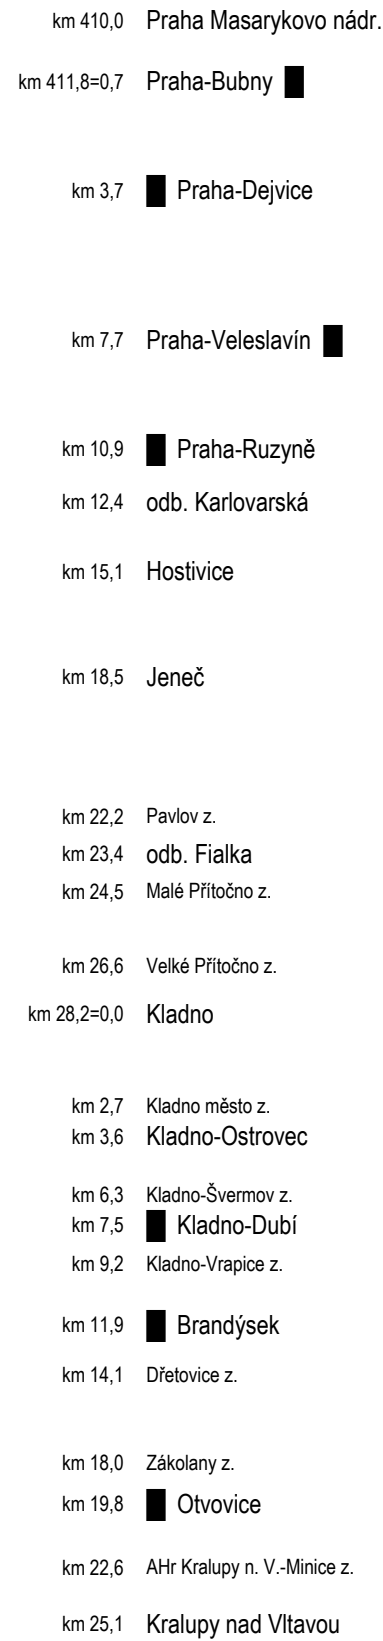 km 410,0 Praha Masarykovo nádr.
km 411,8=0,7 Praha-Bubny
km 3,7 Praha-Dejvice
km 7,7 Praha-Veleslavín
km 10,9 Praha-Ruzyně
km 12,4 odb. Karlovarská
km 15,1 Hostivice
km 18,5 Jeneč
km 22,2 Pavlov z.
km 23,4 odb. Fialka
km 24,5 Malé Přítočno z.
km 26,6 Velké Přítočno z.
km 28,2=0,0 Kladno
km 2,7 Kladno město z.
km 3,6 Kladno-Ostrovec
km 6,3 Kladno-Švermov z.
km 7,5 Kladno-Dubí
km 9,2 Kladno-Vrapice z.
km 11,9 Brandýsek
km 14,1 Dřetovice z.
km 18,0 Zákolany z.
km 19,8 Otvovice
km 22,6 AHr Kralupy n. V.-Minice z.
km 25,1 Kralupy nad Vltavou